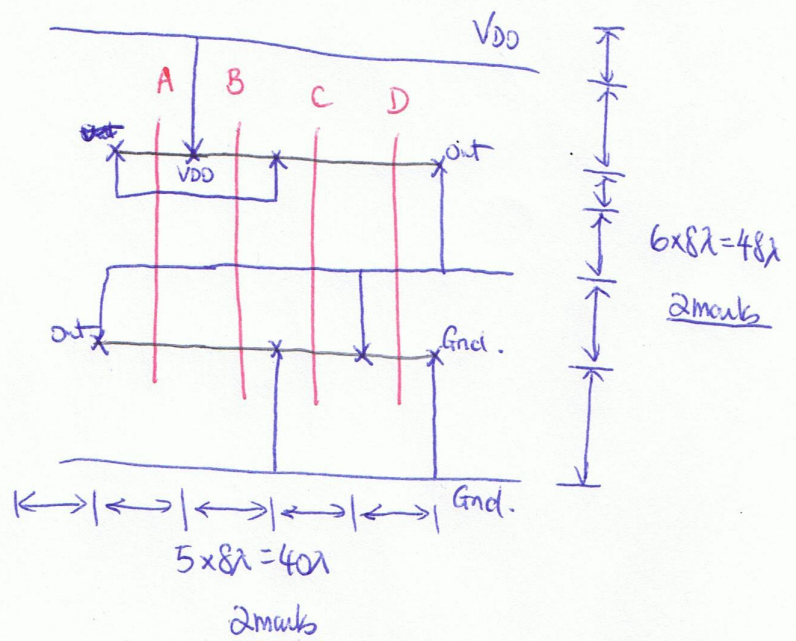 VDD
A B C D
VDD
Out
6×8λ=48λ
2marks
Out
Gnd.
Gnd.
5×8λ=40λ
2marks